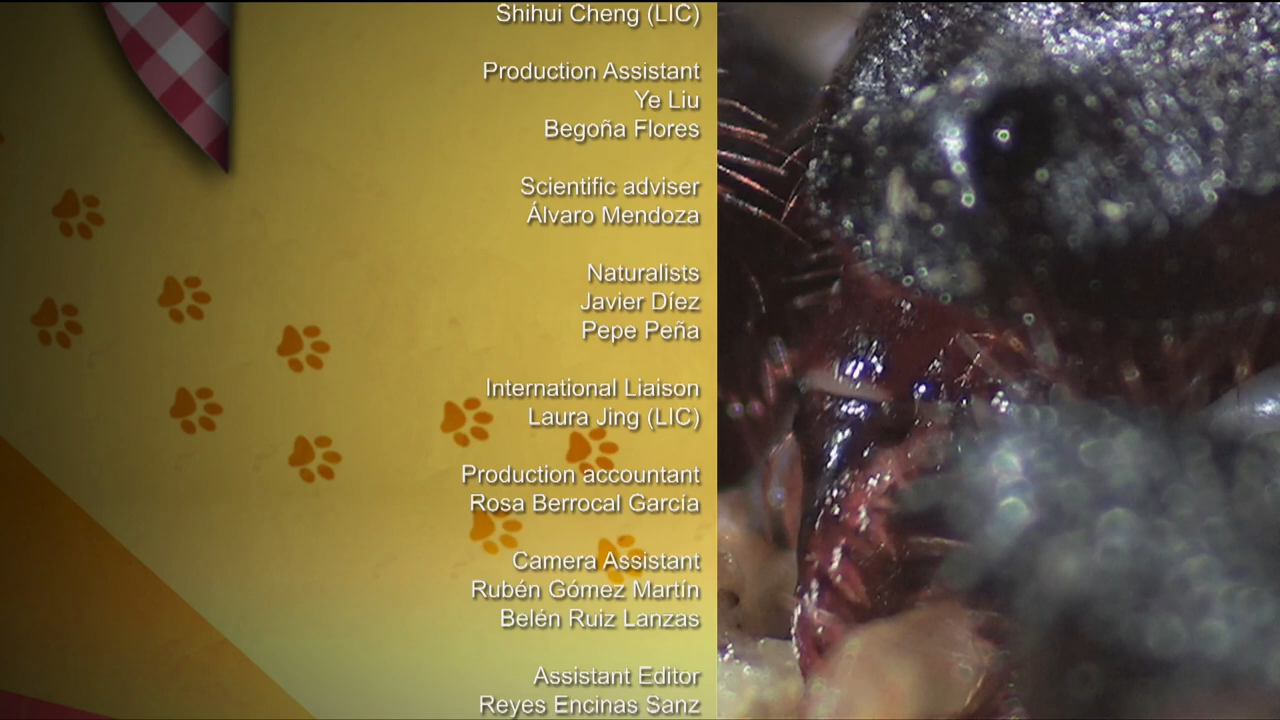 Shihui Cheng (LIC)
Production Assistant
Ye Liu
Begoña Flores
Scientific adviser
Álvaro Mendoza
Naturalists
Javier Díez
Pepe Peña
International Liaison
Laura Jing (LIC)
Production accountant
Rosa Berrocal García
Camera Assistant
Rubén Gómez Martín
Belén Ruiz Lanzas
Assistant Editor
Reyes Encinas Sanz